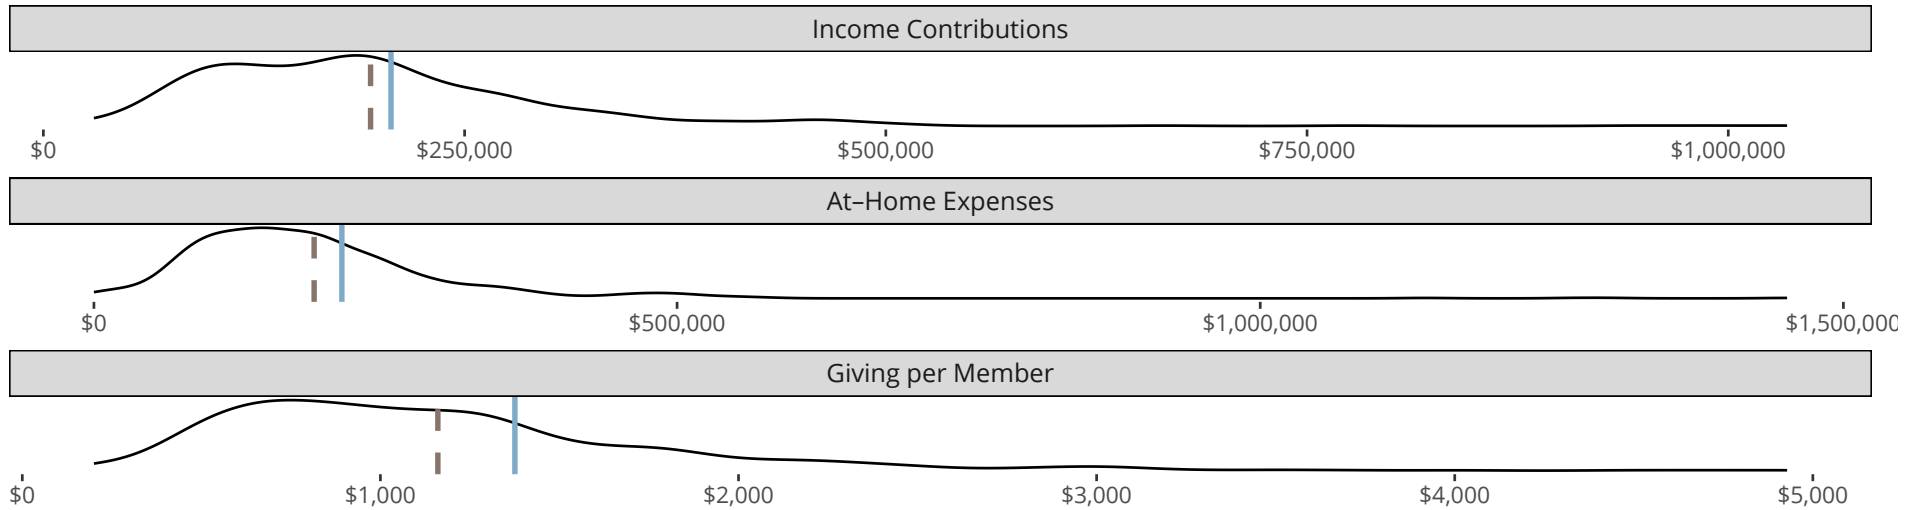 Income Contributions
$0 $250,000 $500,000 $750,000 $1,000,000
At–Home Expenses
$0 $500,000 $1,000,000 $1,500,000
Giving per Member
$0 $1,000 $2,000 $3,000 $4,000 $5,000